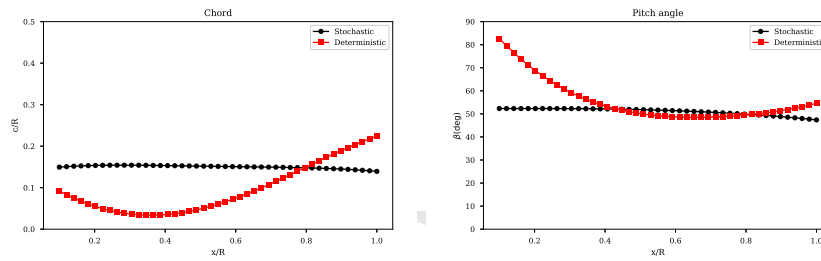 Chord
0.5
0.4
0.3
0.2
0.1
0.0
c/R
0.2
0.4
0.6
0.8
1.0
x/R
Stochastic
Deterministic
Pitch angle
90
80
70
60
50
40
30
20
10
0
β(deg)
0.2
0.4
0.6
0.8
1.0
x/R
Stochastic
Deterministi